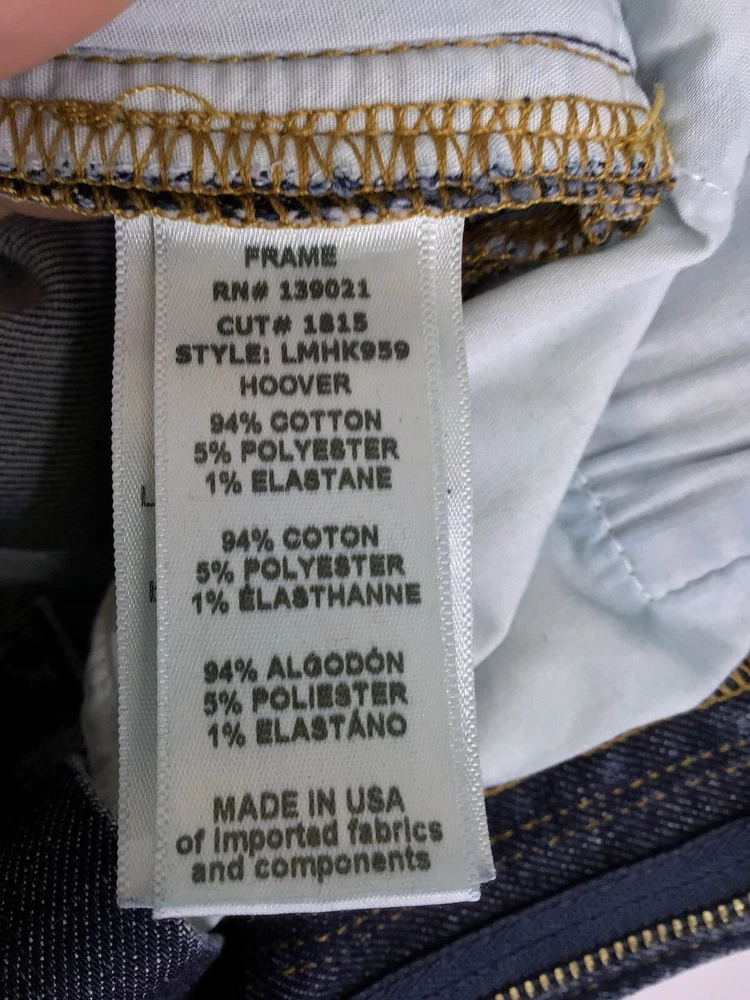 FRAME
RN# 139021
CUT# 1815
STYLE: LMHK959
HOOVER
94% COTTON
5% POLYESTER
1% ELASTANE
94% COTON
5% POLYESTER
1% ÉLASTHANNE
94% ALGODÓN
5% POLIESTER
1% ELASTÁNO
MADE IN USA
of imported fabrics
and components